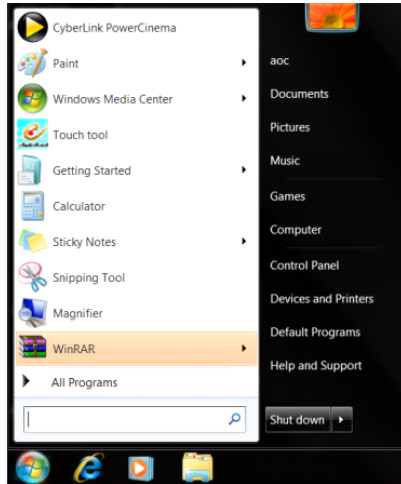 CyberLink PowerCinema
Paint
Windows Media Center
Touch tool
Getting Started
Calculator
Sticky Notes
Snipping Tool
Magnifier
WinRAR
All Programs
aoc
Documents
Pictures
Music
Games
Computer
Control Panel
Devices and Printers
Default Programs
Help and Support
Shut down